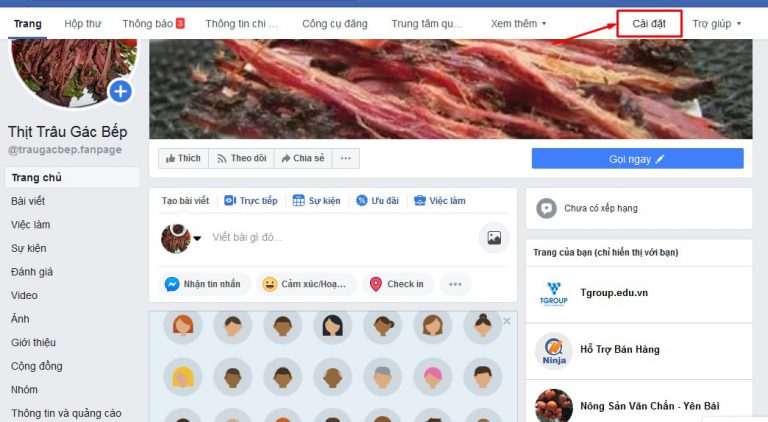 Trang Hộp thư Thông báo 3 Thông tin chi ... Công cụ đăng Trung tâm qu... Xem thêm Cài đặt Trợ giúp
Thịt Trâu Gác Bếp
@traugacbep.fanpage
Trang chủ
Bài viết
Việc làm
Sự kiện
Đánh giá
Video
Ảnh
Giới thiệu
Cộng đồng
Nhóm
Thông tin và quảng cáo
Thích Theo dõi Chia sẻ ... Gọi ngay
Tạo bài viết Trực tiếp Sự kiện Ưu đãi Việc làm
Viết bài gì đó...
Nhận tin nhắn Cảm xúc/Hoạ... Check in ...
Chưa có xếp hạng
Trang của bạn (chỉ hiển thị với bạn)
TGROUP
Tgroup.edu.vn
Ninja
Hỗ Trợ Bán Hàng
Nông Sản Văn Chấn - Yên Bái